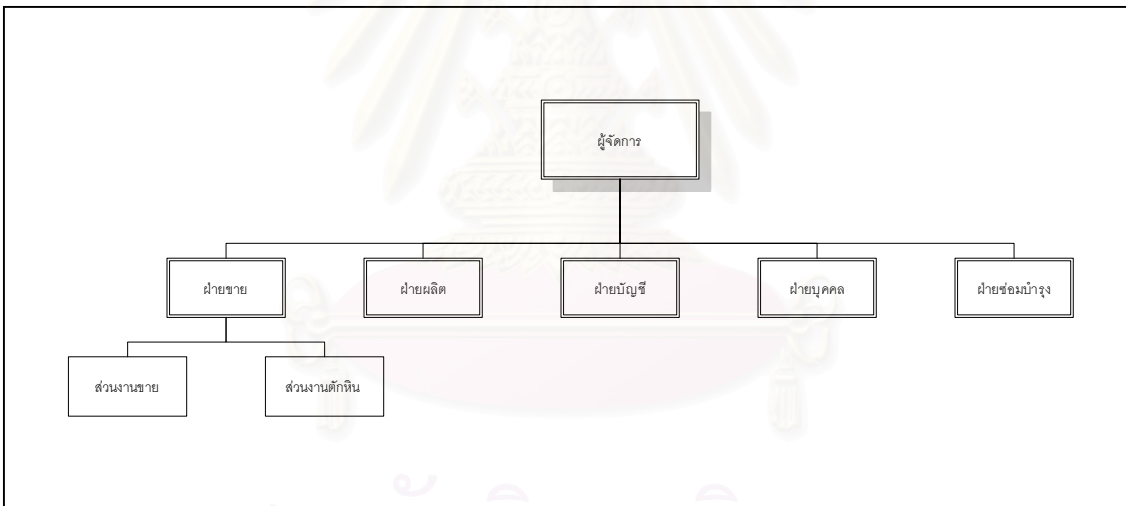 ผู้จัดการ
ฝ่ายขาย
ฝ่ายผลิต
ฝ่ายบัญชี
ฝ่ายบุคคล
ฝ่ายซ่อมบำรุง
ส่วนงานขาย
ส่วนงานตักหิน